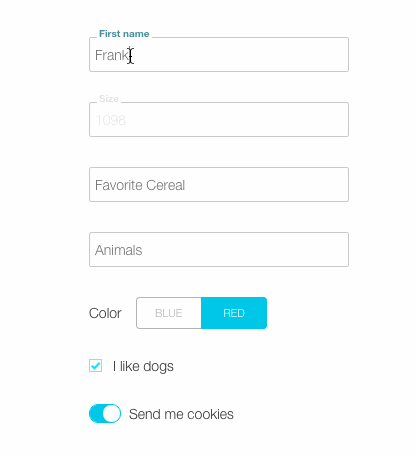 First name
Frank
Size
1098
Favorite Cereal
Animals
Color BLUE RED
I like dogs
Send me cookies